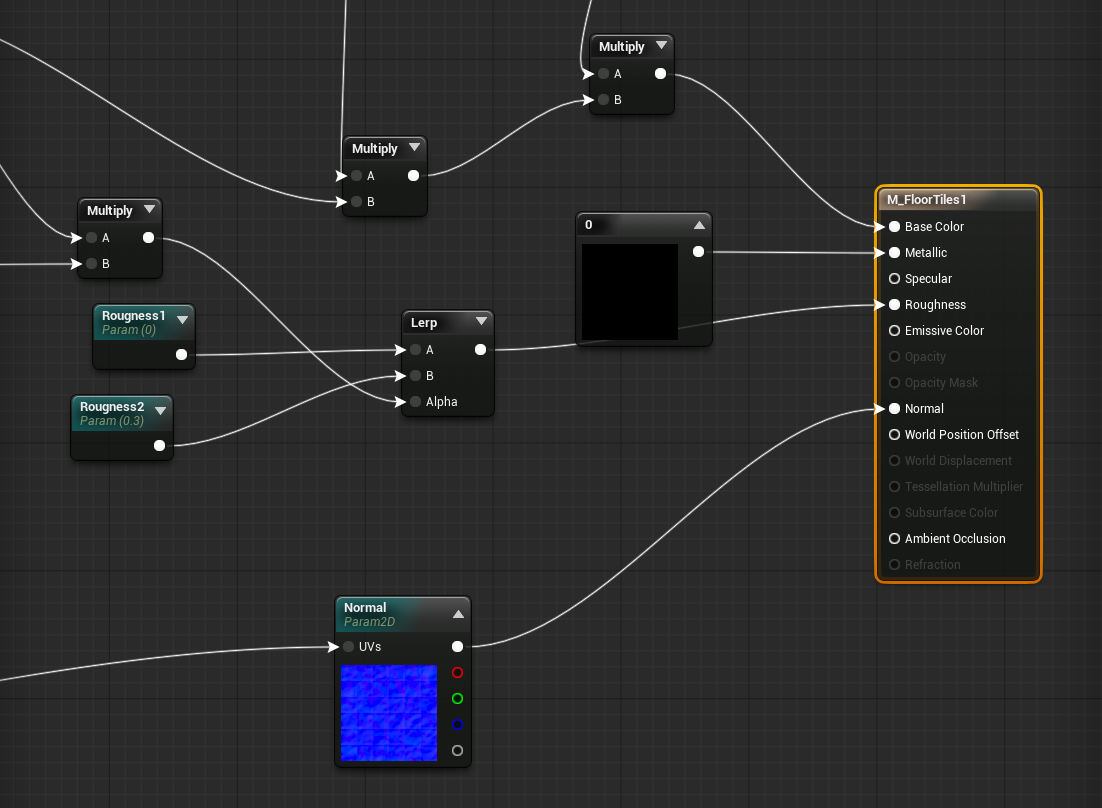 Multiply
A
B
Multiply
A
B
Multiply
A
B
Rougness1
Param (0)
Rougness2
Param (0.3)
Lerp
A
B
Alpha
0
M_FloorTiles1
Base Color
Metallic
Specular
Roughness
Emissive Color
Opacity
Opacity Mask
Normal
World Position Offset
World Displacement
Tessellation Multiplier
Subsurface Color
Ambient Occlusion
Refraction
Normal
Param2D
UVs